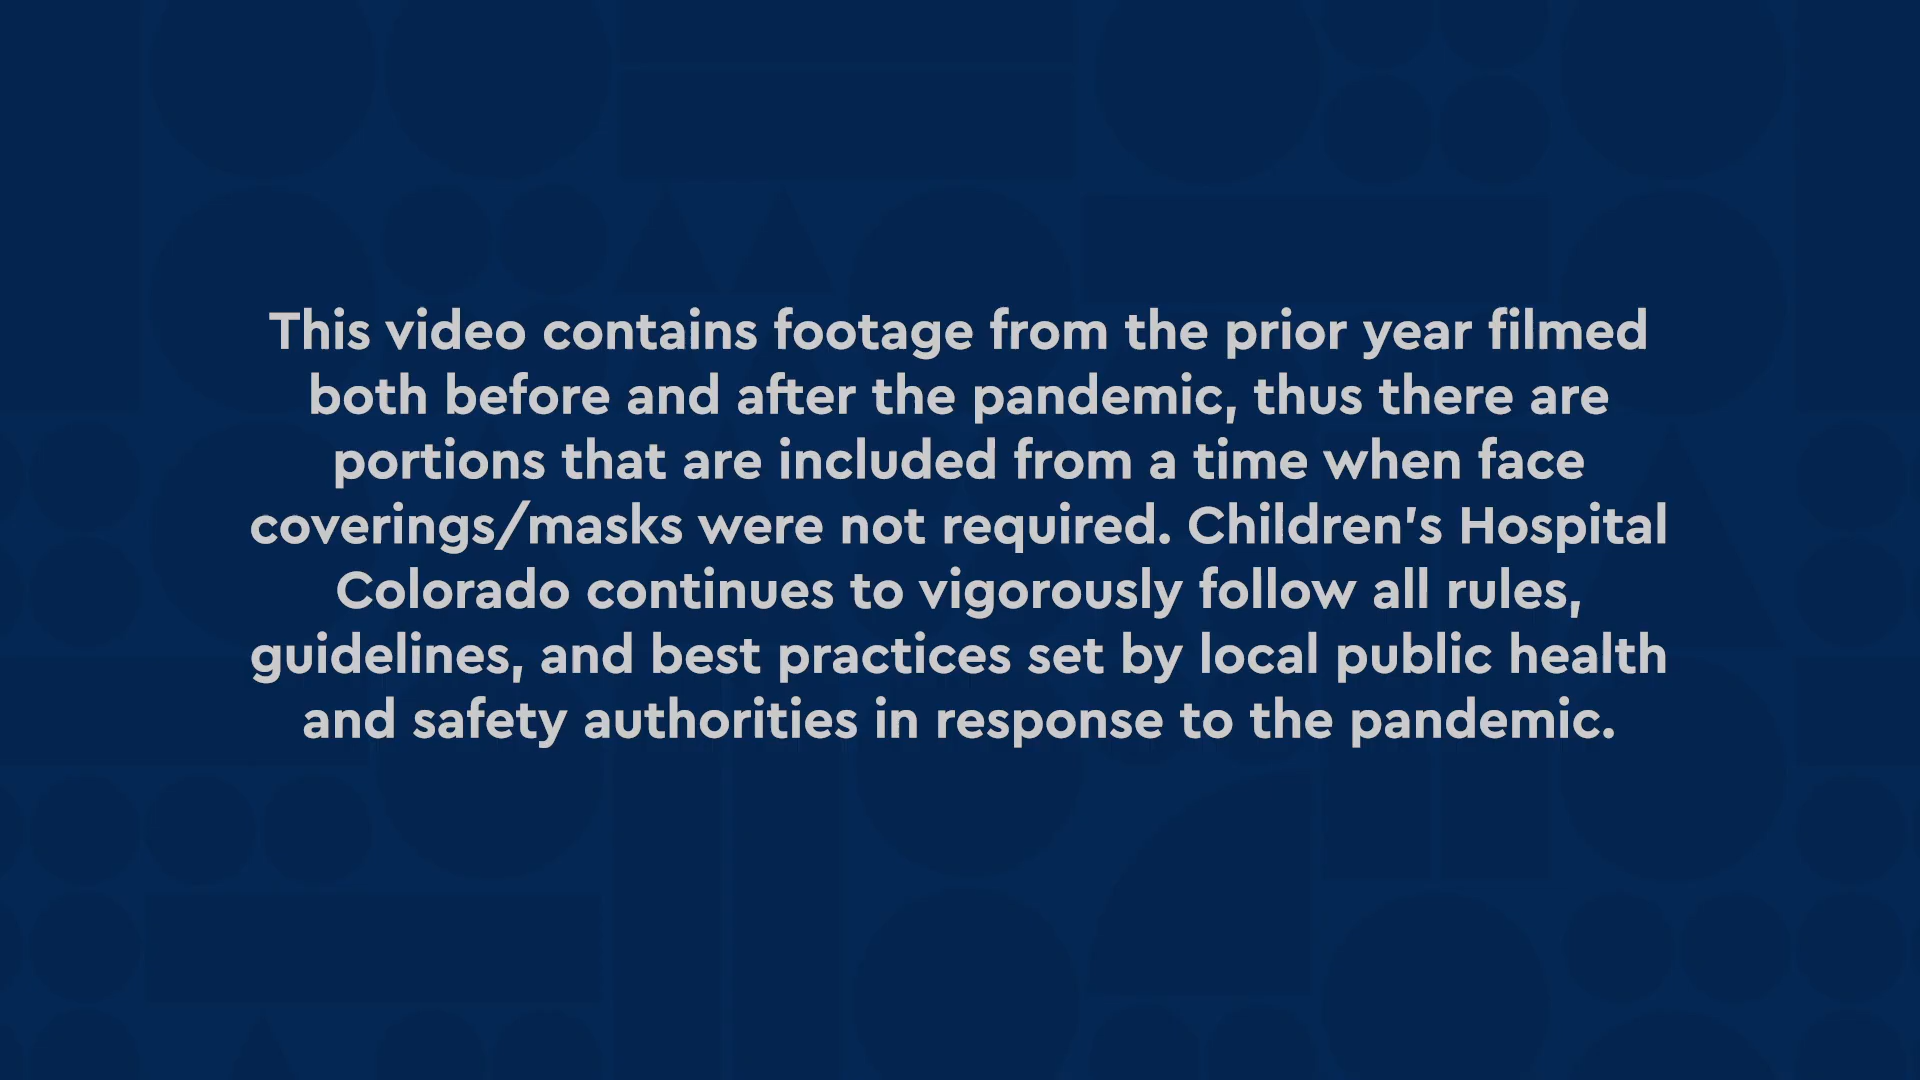 This video contains footage from the prior year filmed
both before and after the pandemic, thus there are
portions that are included from a time when face
coverings/masks were not required. Children's Hospital
Colorado continues to vigorously follow all rules,
guidelines, and best practices set by local public health
and safety authorities in response to the pandemic.